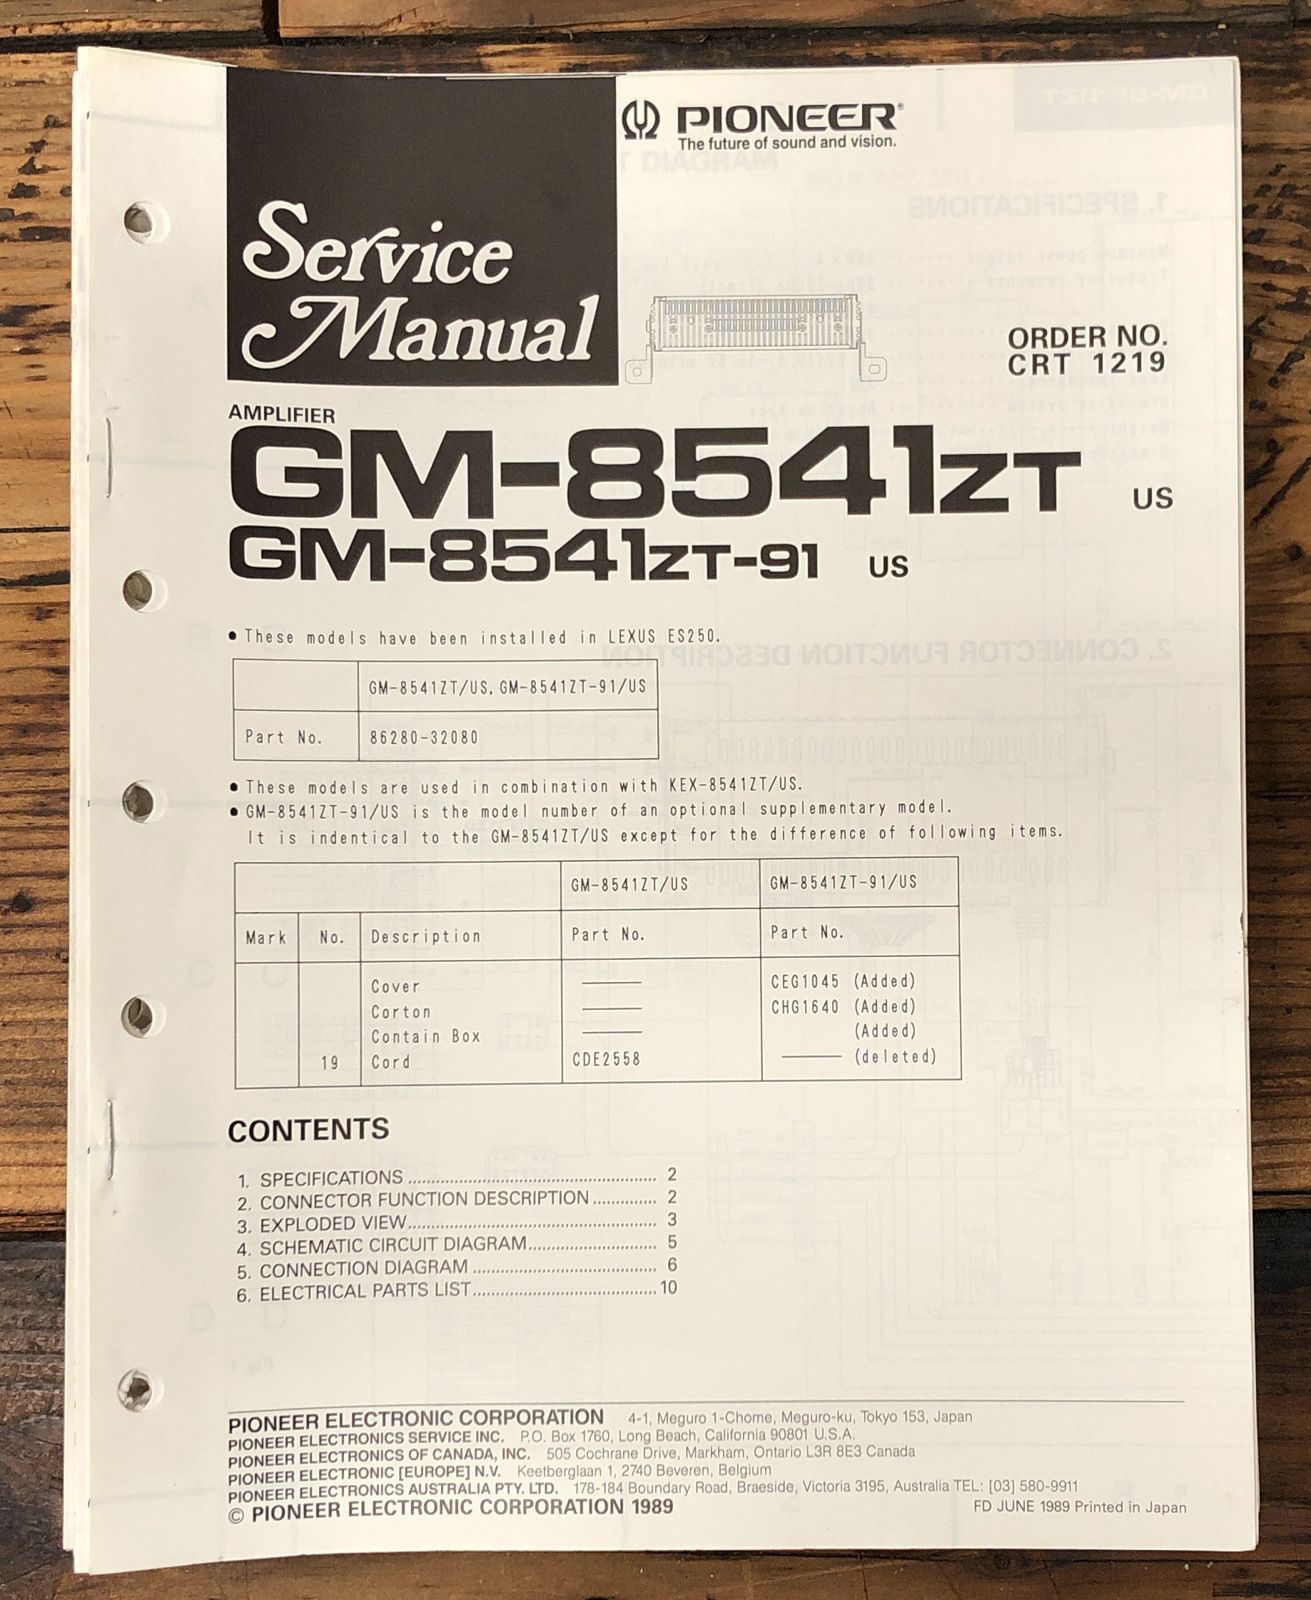 PIONEER®
The future of sound and vision.
Service
Manual
ORDER NO.
CRT 1219
AMPLIFIER
GM-8541ZT US
GM-8541ZT-91 US
● These models have been installed in LEXUS ES250.
GM-8541ZT/US, GM-8541ZT-91/US
Part No. 86280-32080
● These models are used in combination with KEX-8541ZT/US.
● GM-8541ZT-91/US is the model number of an optional supplementary model.
It is indentical to the GM-8541ZT/US except for the difference of following items.
GM-8541ZT/US GM-8541ZT-91/US
Mark No. Description Part No. Part No.
Cover ——— CEG1045 (Added)
Corton ——— CHG1640 (Added)
Contain Box ——— (Added)
19 Cord CDE2558 ——— (deleted)
CONTENTS
1. SPECIFICATIONS ........................................ 2
2. CONNECTOR FUNCTION DESCRIPTION ............. 2
3. EXPLODED VIEW ........................................ 3
4. SCHEMATIC CIRCUIT DIAGRAM ........................... 5
5. CONNECTION DIAGRAM ................................... 6
6. ELECTRICAL PARTS LIST ................................... 10
PIONEER ELECTRONIC CORPORATION 4-1, Meguro 1-Chome, Meguro-ku, Tokyo 153, Japan
PIONEER ELECTRONICS SERVICE INC. P.O. Box 1760, Long Beach, California 90801 U.S.A.
PIONEER ELECTRONICS OF CANADA, INC. 505 Cochrane Drive, Markham, Ontario L3R 8E3 Canada
PIONEER ELECTRONIC [EUROPE] N.V. Keetberglaan 1, 2740 Beveren, Belgium
PIONEER ELECTRONICS AUSTRALIA PTY. LTD. 178-184 Boundary Road, Braeside, Victoria 3195, Australia TEL: [03] 580-9911
© PIONEER ELECTRONIC CORPORATION 1989 FD JUNE 1989 Printed in Japan